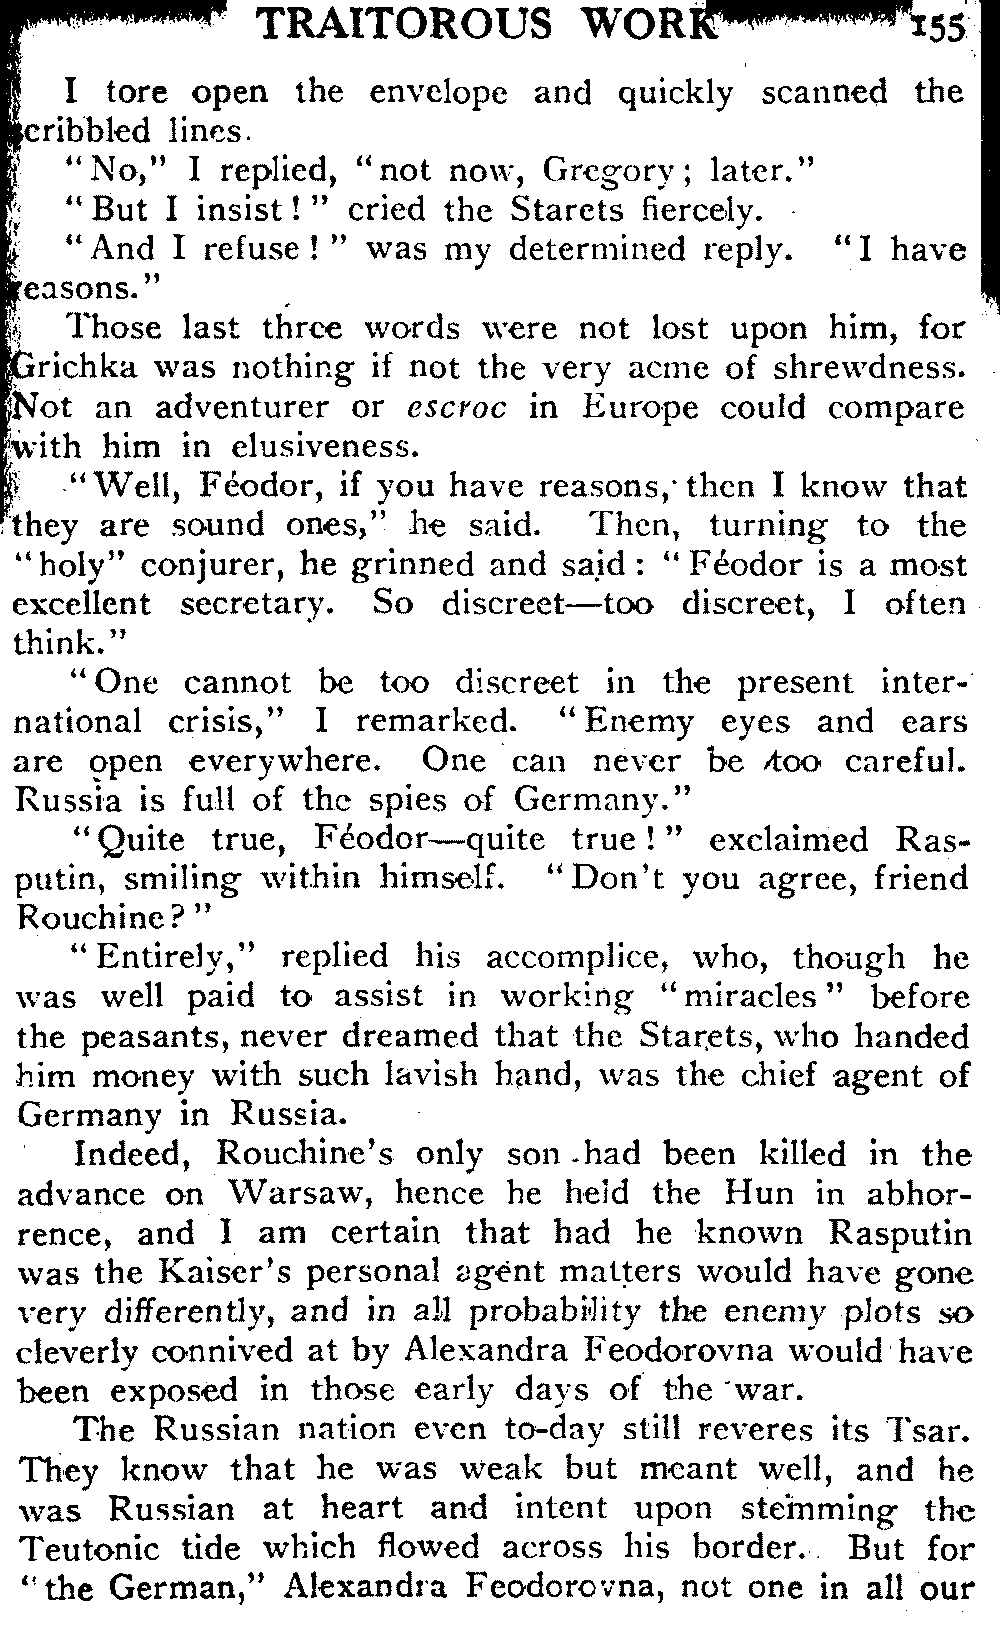 TRAITOROUS WORK 155
I tore open the envelope and quickly scanned the
scribbled lines.
"No," I replied, "not now, Gregory; later."
"But I insist!" cried the Starets fiercely.
"And I refuse!" was my determined reply. "I have
reasons."
Those last three words were not lost upon him, for
Grichka was nothing if not the very acme of shrewdness.
Not an adventurer or escroc in Europe could compare
with him in elusiveness.
"Well, Féodor, if you have reasons, then I know that
they are sound ones," he said. Then, turning to the
"holy" conjurer, he grinned and said: "Féodor is a most
excellent secretary. So discreet—too discreet, I often
think."
"One cannot be too discreet in the present inter-
national crisis," I remarked. "Enemy eyes and ears
are open everywhere. One can never be too careful.
Russia is full of the spies of Germany."
"Quite true, Féodor—quite true!" exclaimed Ras-
putin, smiling within himself. "Don't you agree, friend
Rouchine?"
"Entirely," replied his accomplice, who, though he
was well paid to assist in working "miracles" before
the peasants, never dreamed that the Starets, who handed
him money with such lavish hand, was the chief agent of
Germany in Russia.
Indeed, Rouchine's only son had been killed in the
advance on Warsaw, hence he held the Hun in abhor-
rence, and I am certain that had he known Rasputin
was the Kaiser's personal agent matters would have gone
very differently, and in all probability the enemy plots so
cleverly connived at by Alexandra Feodorovna would have
been exposed in those early days of the war.
The Russian nation even to-day still reveres its Tsar.
They know that he was weak but meant well, and he
was Russian at heart and intent upon stemming the
Teutonic tide which flowed across his border. But for
"the German," Alexandra Feodorovna, not one in all our